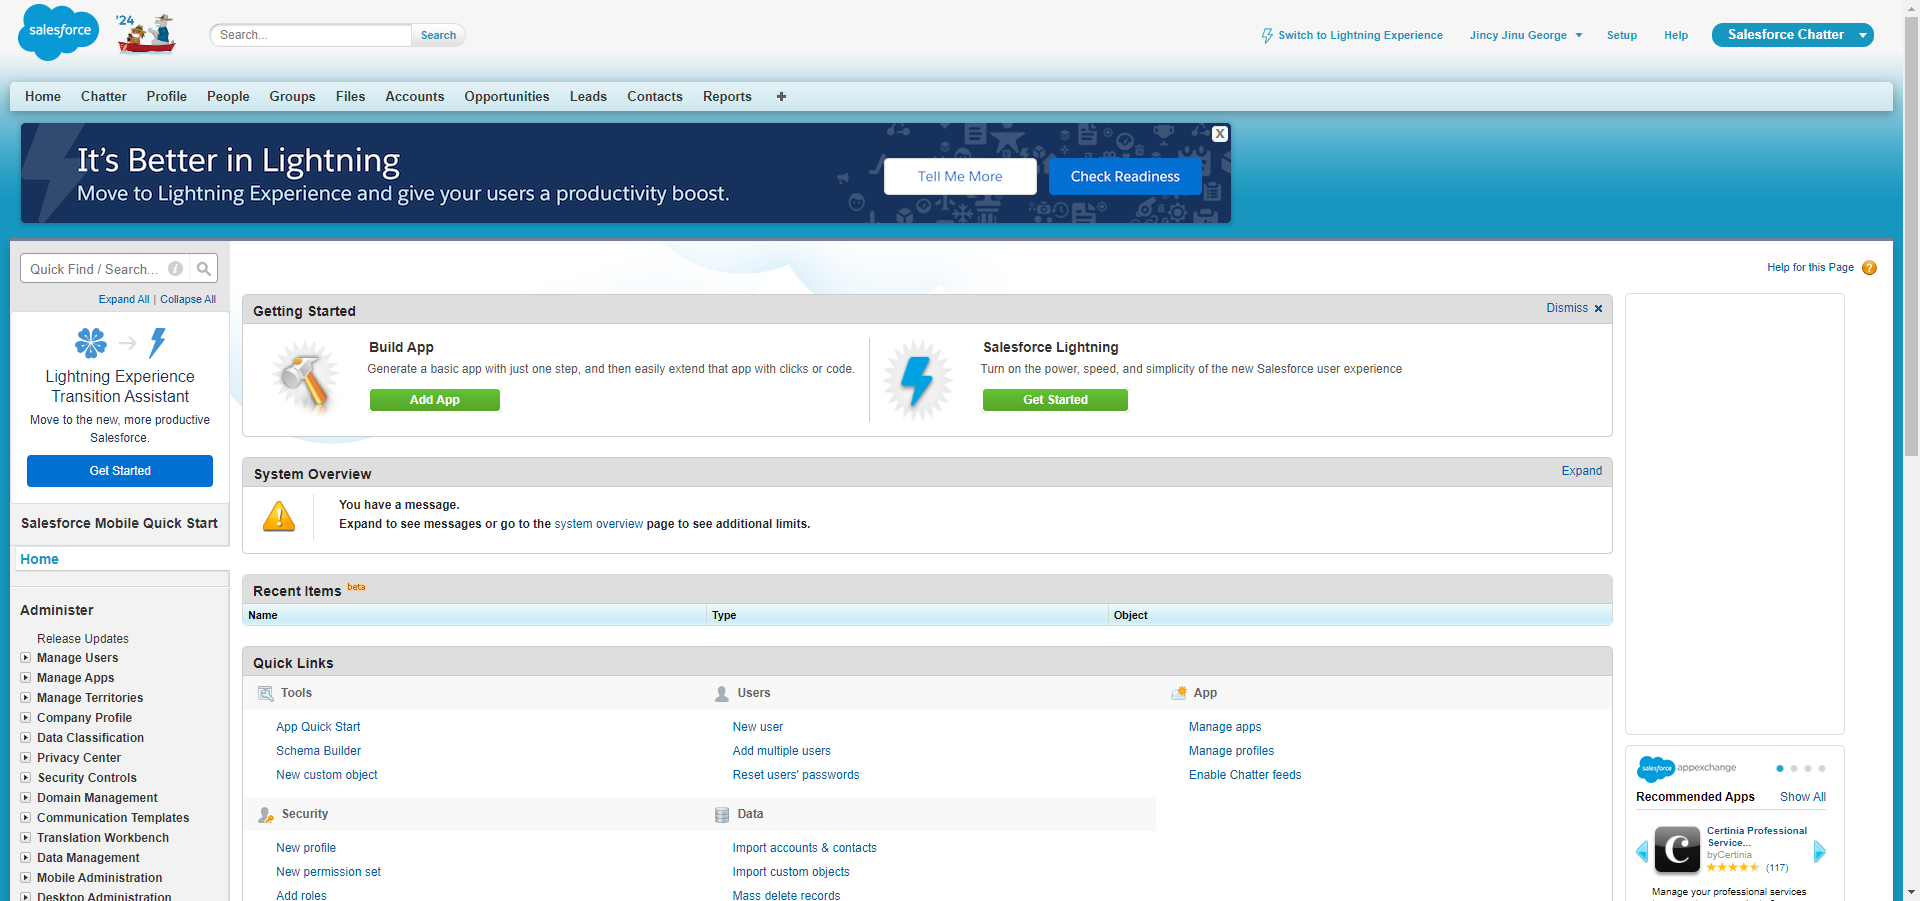 salesforce
'24
Search...
Search
Switch to Lightning Experience
Jincy Jinu George
Setup
Help
Salesforce Chatter
Home
Chatter
Profile
People
Groups
Files
Accounts
Opportunities
Leads
Contacts
Reports
It's Better in Lightning
Move to Lightning Experience and give your users a productivity boost.
Tell Me More
Check Readiness
X
Quick Find / Search...
Expand All | Collapse All
Lightning Experience
Transition Assistant
Move to the new, more productive
Salesforce.
Get Started
Salesforce Mobile Quick Start
Home
Administer
Release Updates
Manage Users
Manage Apps
Manage Territories
Company Profile
Data Classification
Privacy Center
Security Controls
Domain Management
Communication Templates
Translation Workbench
Data Management
Mobile Administration
Desktop Administration
Help for this Page ?
Getting Started
Dismiss
Build App
Generate a basic app with just one step, and then easily extend that app with clicks or code.
Add App
Salesforce Lightning
Turn on the power, speed, and simplicity of the new Salesforce user experience
Get Started
System Overview
Expand
You have a message.
Expand to see messages or go to the system overview page to see additional limits.
Recent Items beta
Name
Type
Object
Quick Links
Tools
App Quick Start
Schema Builder
New custom object
Users
New user
Add multiple users
Reset users' passwords
App
Manage apps
Manage profiles
Enable Chatter feeds
Security
New profile
New permission set
Add roles
Data
Import accounts & contacts
Import custom objects
Mass delete records
salesforce appexchange
Recommended Apps
Show All
C
Certinia Professional
Service...
byCertinia
(117)
Manage your professional services